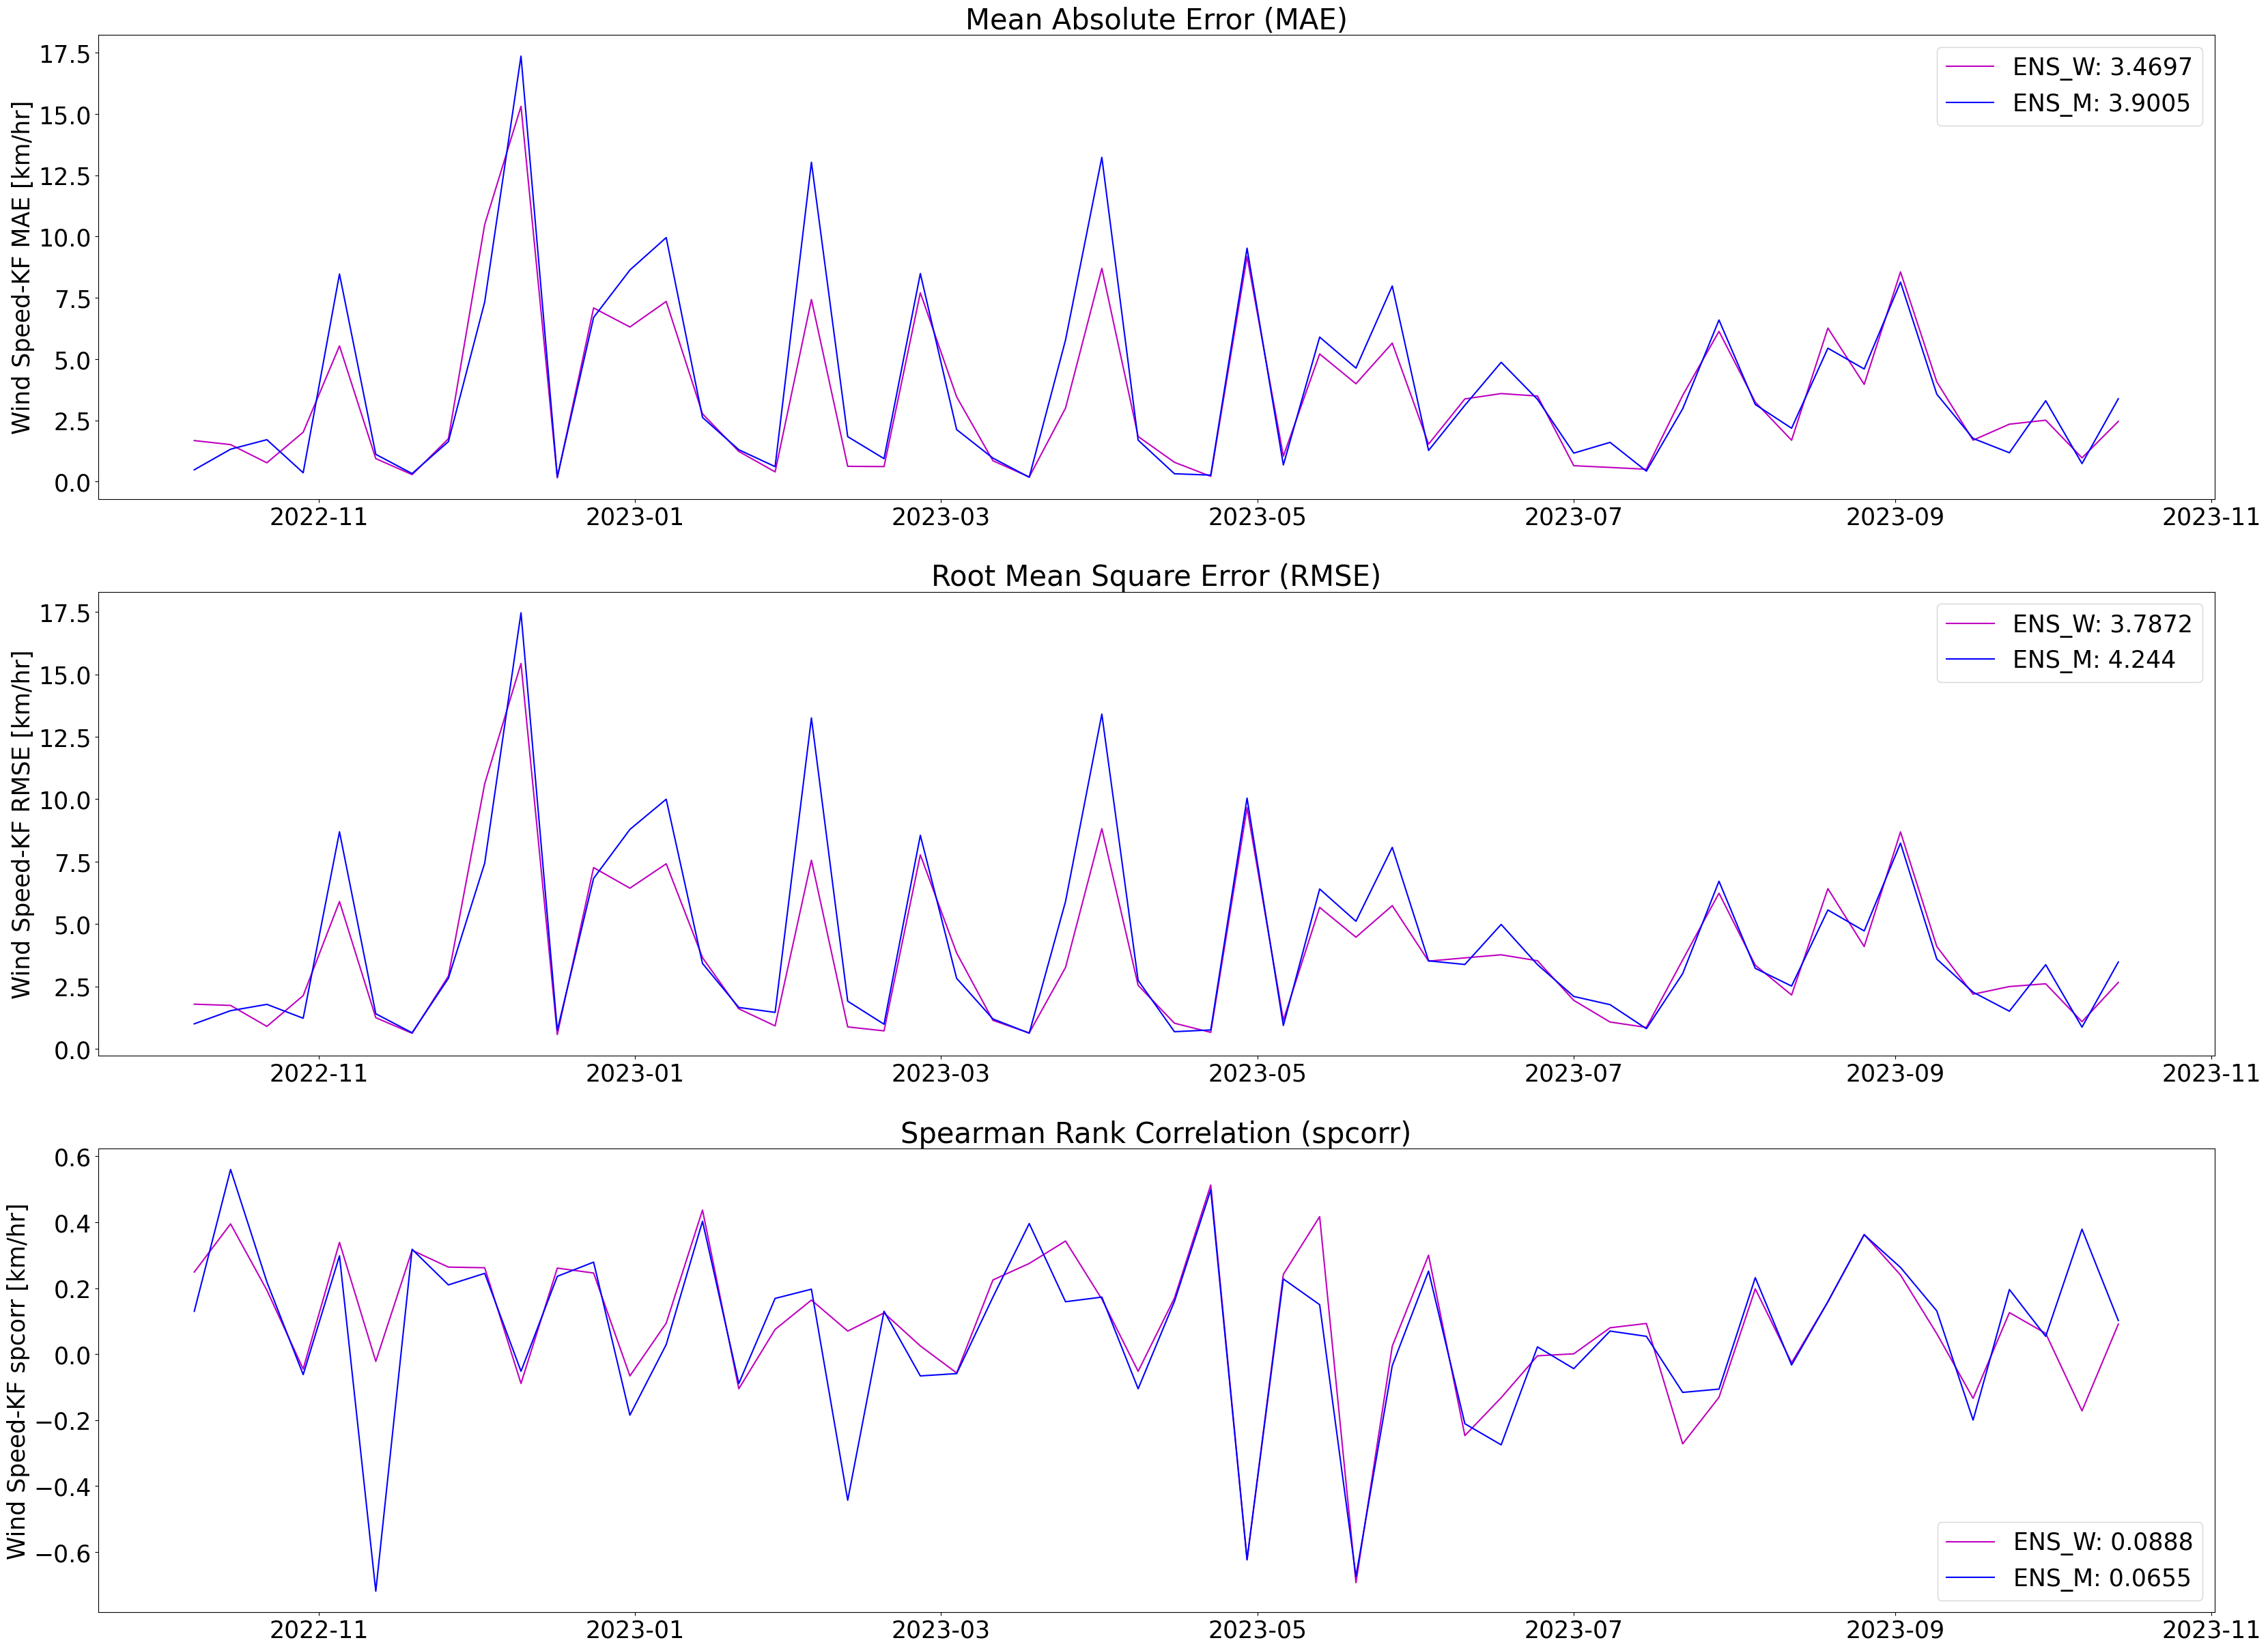 Mean Absolute Error (MAE)
Wind Speed-KF MAE [km/hr]
17.5
15.0
12.5
10.0
7.5
5.0
2.5
0.0
ENS_W: 3.4697
ENS_M: 3.9005
2022-11 2023-01 2023-03 2023-05 2023-07 2023-09 2023-11
Root Mean Square Error (RMSE)
Wind Speed-KF RMSE [km/hr]
17.5
15.0
12.5
10.0
7.5
5.0
2.5
0.0
ENS_W: 3.7872
ENS_M: 4.244
2022-11 2023-01 2023-03 2023-05 2023-07 2023-09 2023-11
Spearman Rank Correlation (spcorr)
Wind Speed-KF spcorr [km/hr]
0.6
0.4
0.2
0.0
−0.2
−0.4
−0.6
ENS_W: 0.0888
ENS_M: 0.0655
2022-11 2023-01 2023-03 2023-05 2023-07 2023-09 2023-11